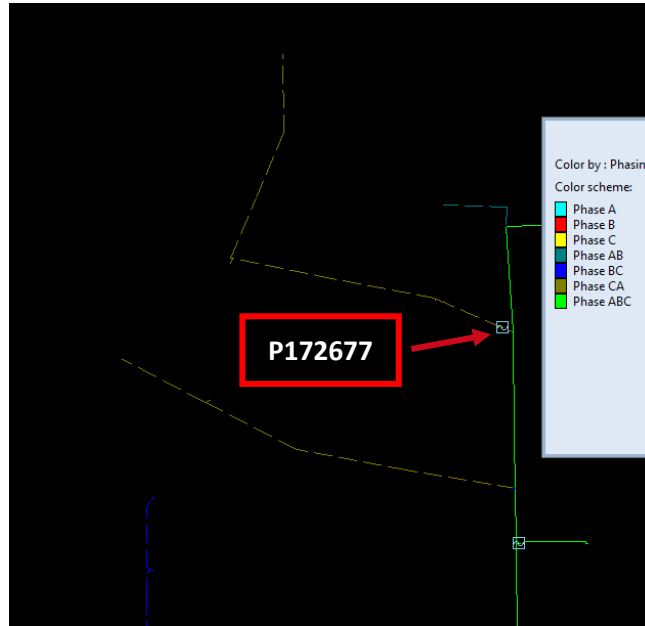 Color by : Phasin
Color scheme:
Phase A
Phase B
Phase C
Phase AB
Phase BC
Phase CA
Phase ABC
P172677